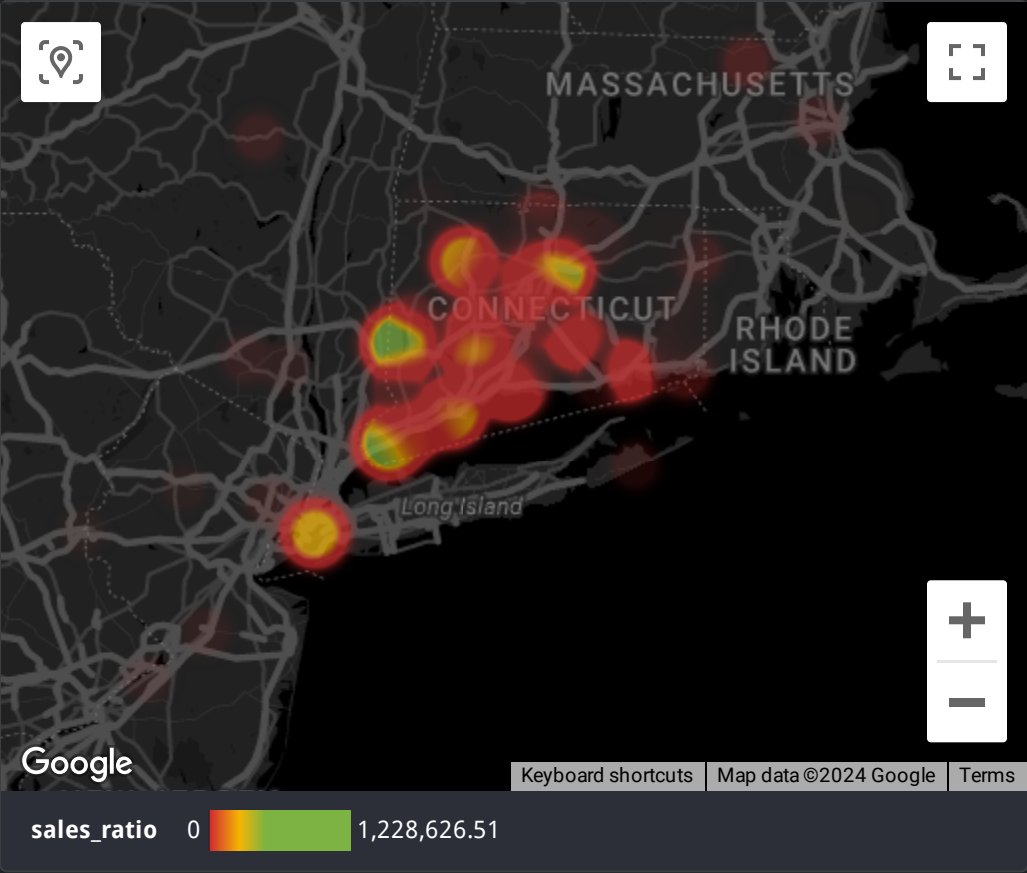 MASSACHUSETTS
CONNECTICUT
RHODE
ISLAND
Long Island
Google
Keyboard shortcuts
Map data ©2024 Google
Terms
sales_ratio 0 1,228,626.51